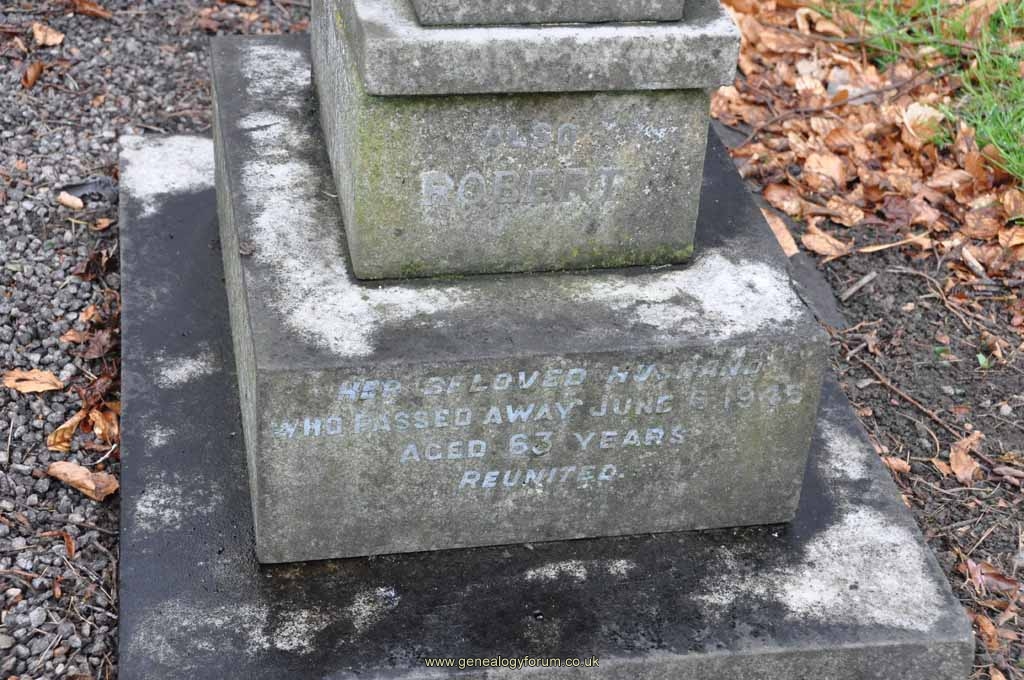 ALSO
ROBERT
HER BELOVED HUSBAND
WHO PASSED AWAY JUNE 6 1945
AGED 63 YEARS
REUNITED.
www.genealogyforum.co.uk